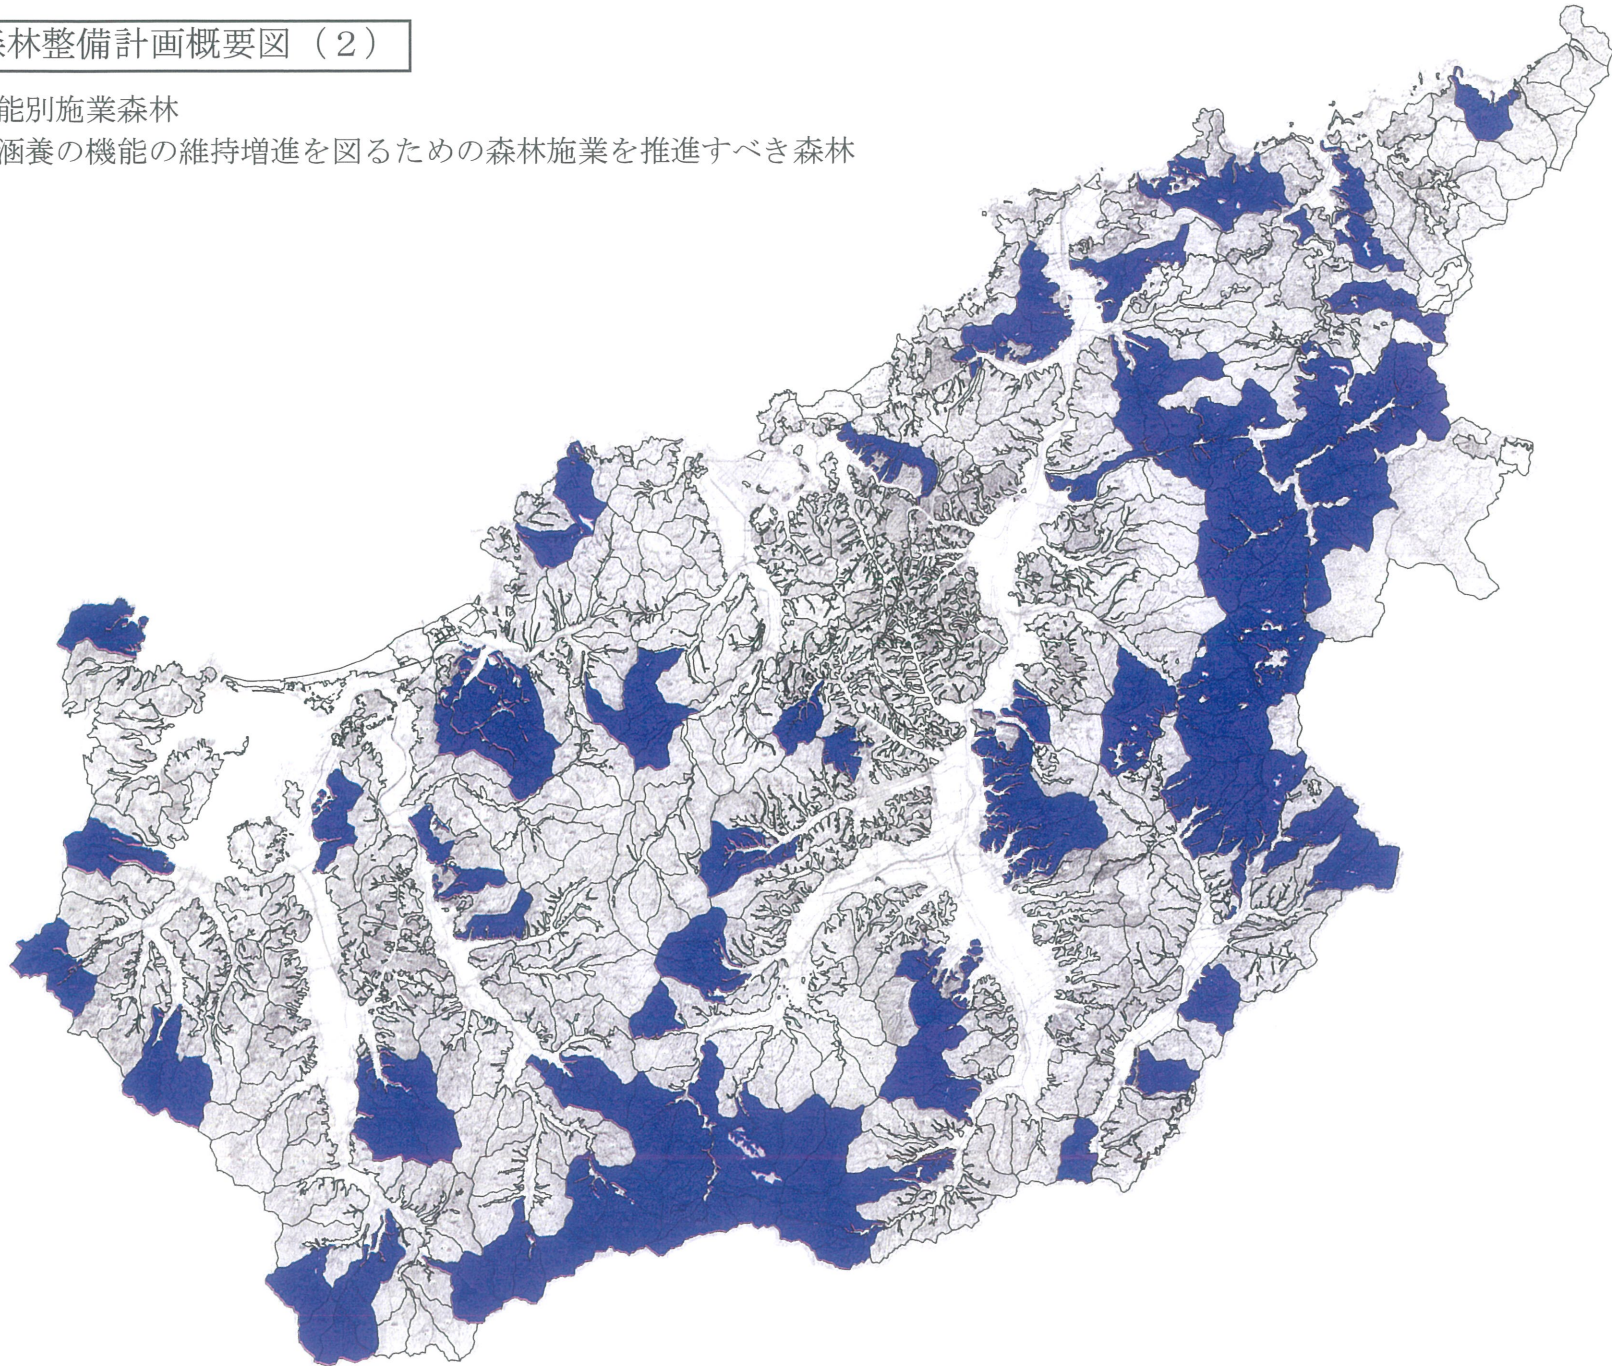 林整備計画概要図（２）
能別施業森林
涵養の機能の維持増進を図るための森林施業を推進すべき森林